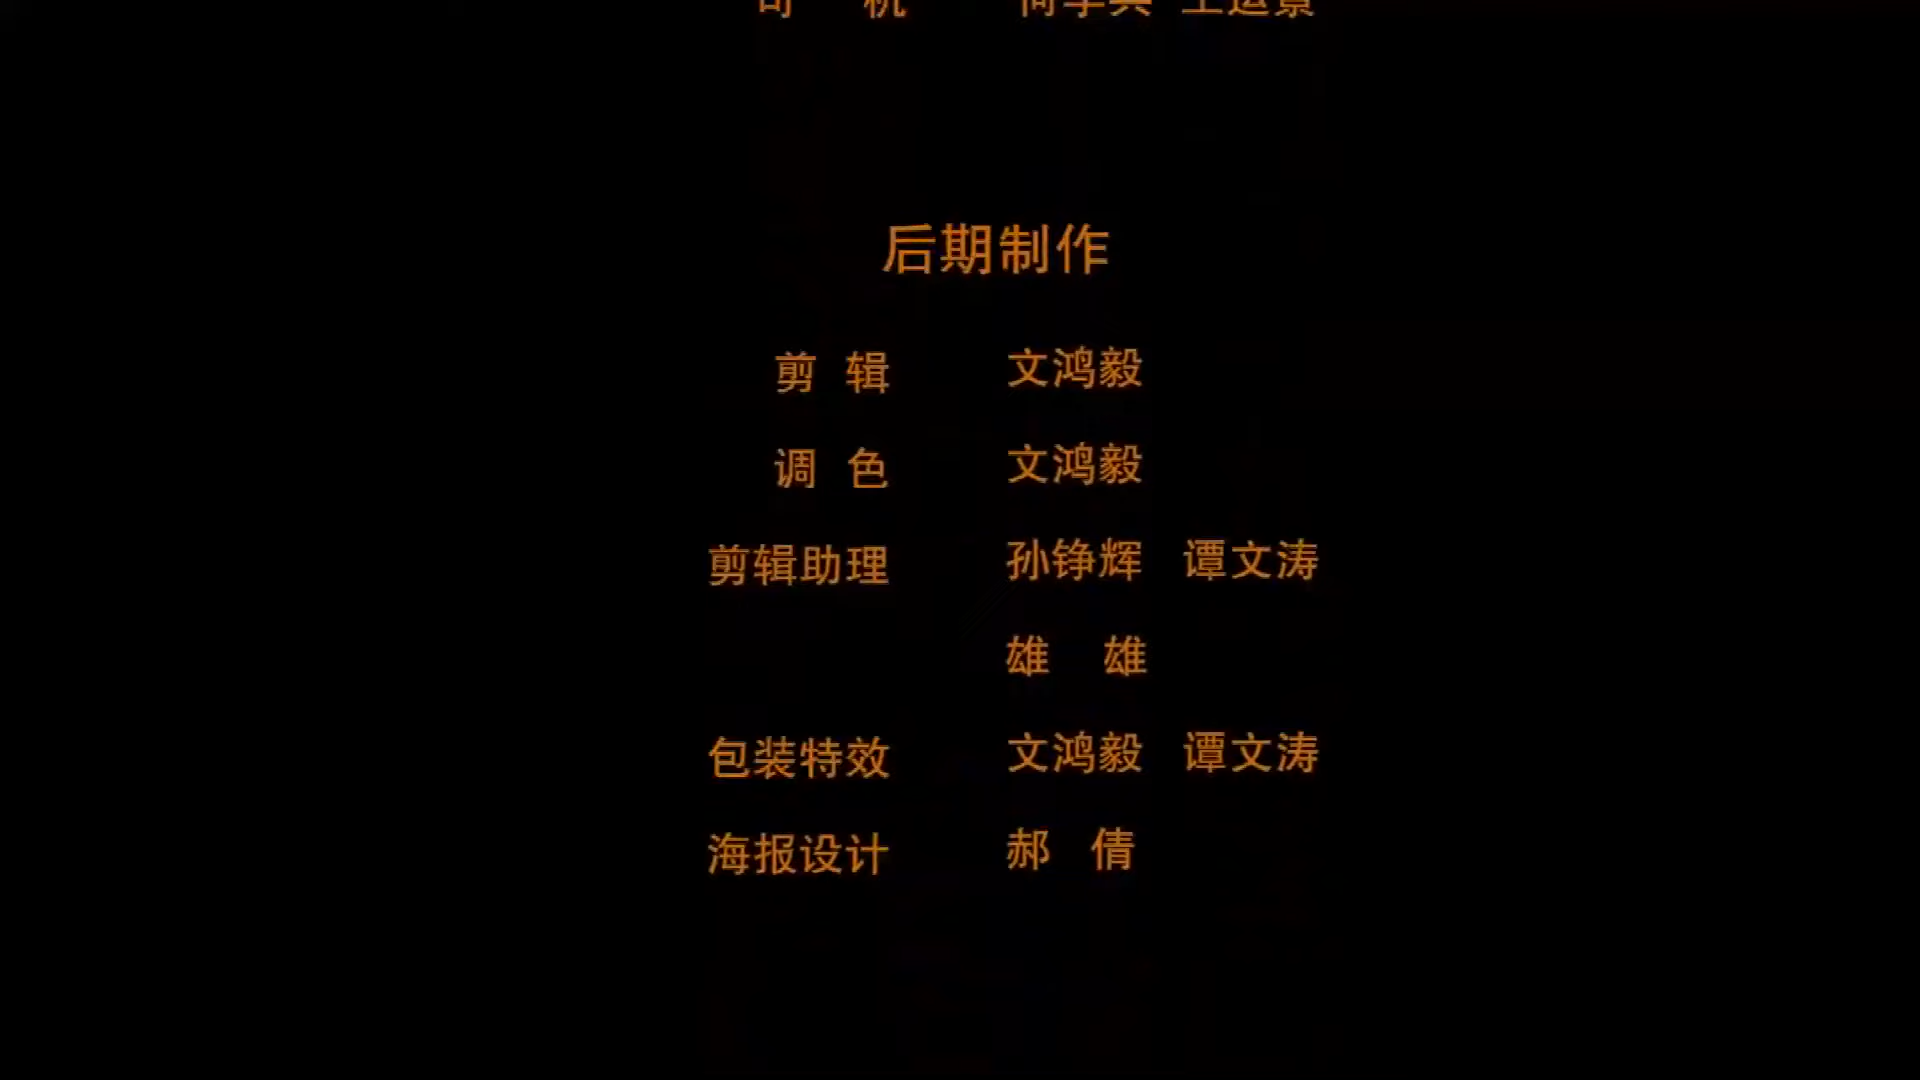 司 机
后期制作
剪 辑 文鸿毅
调 色 文鸿毅
剪辑助理 孙铮辉 谭文涛
雄 雄
包装特效 文鸿毅 谭文涛
海报设计 郝 倩